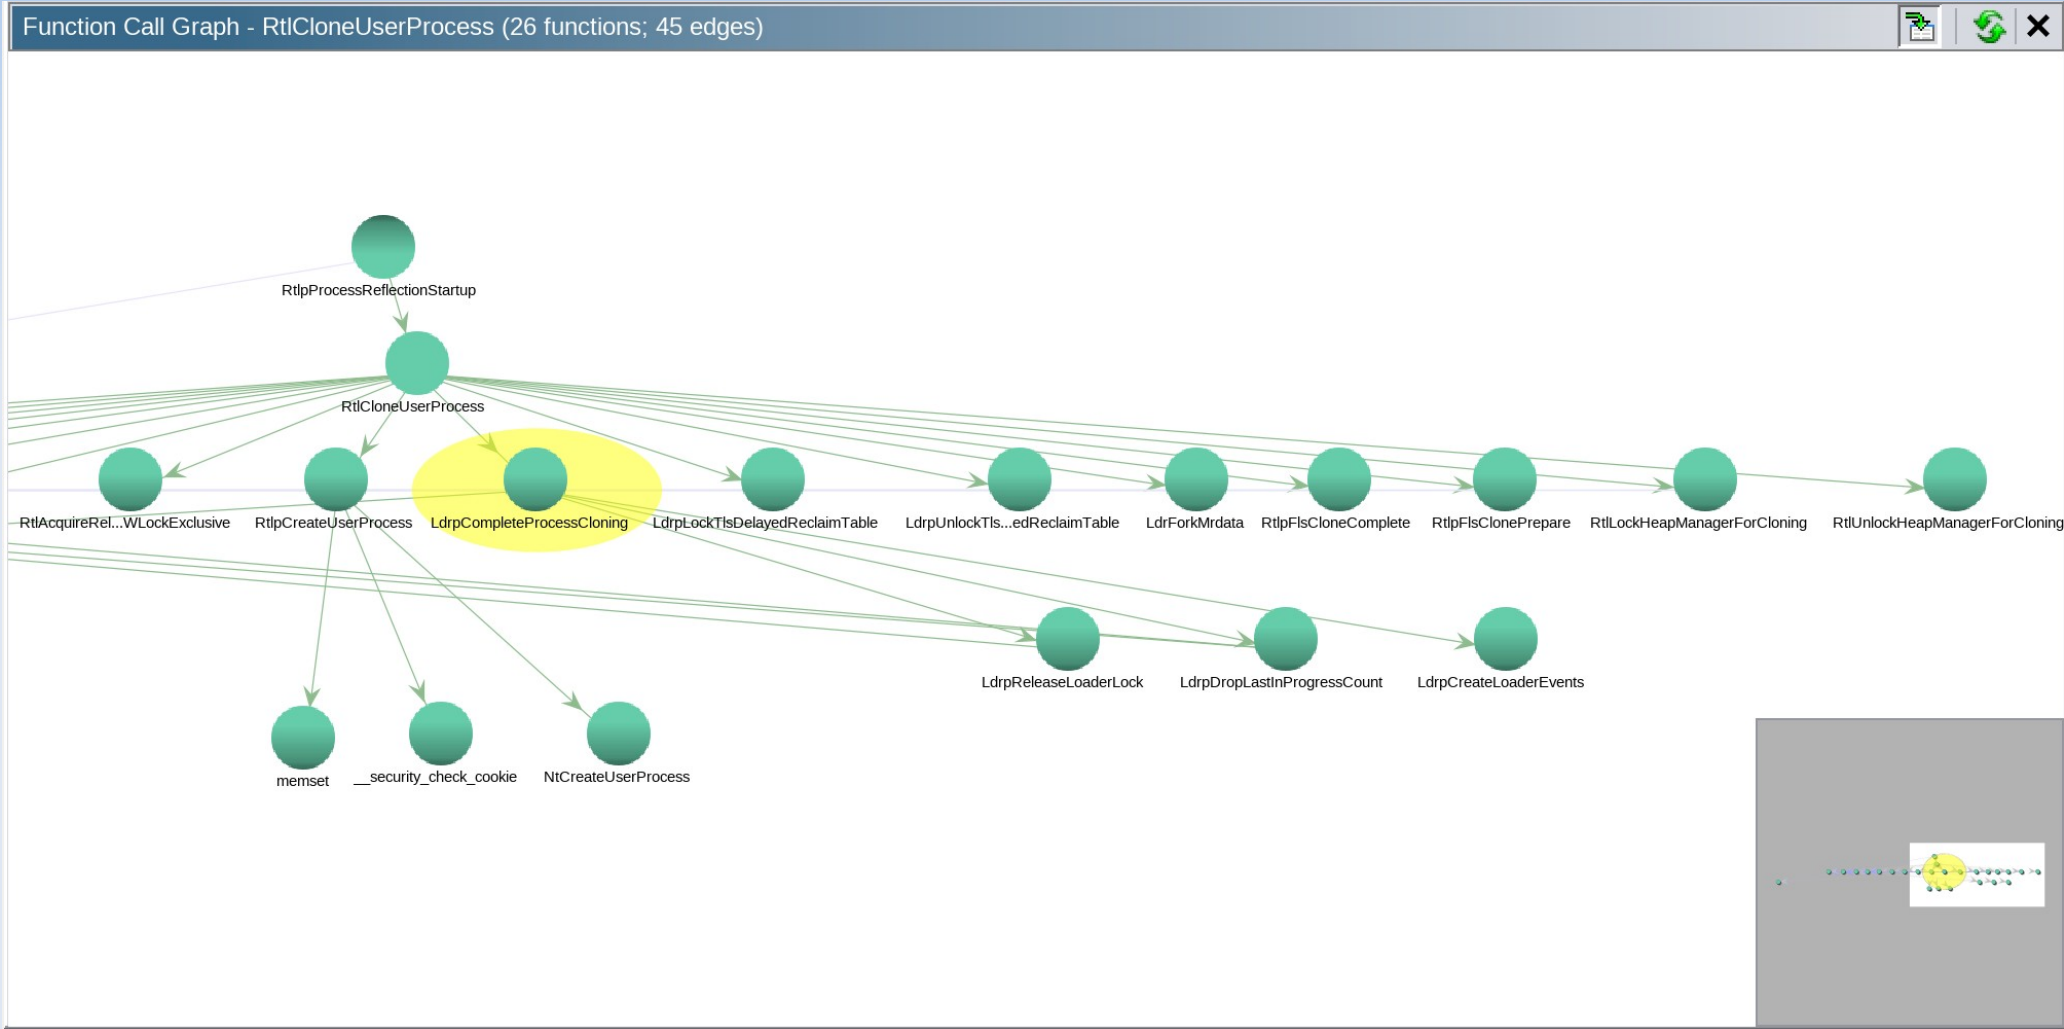 Function Call Graph - RtlCloneUserProcess (26 functions; 45 edges)
RtlpProcessReflectionStartup
RtlCloneUserProcess
RtlAcquireRel...WLockExclusive
RtlpCreateUserProcess
LdrpCompleteProcessCloning
LdrpLockTlsDelayedReclaimTable
LdrpUnlockTls...edReclaimTable
LdrForkMrdata
RtlpFlsCloneComplete
RtlpFlsClonePrepare
RtlLockHeapManagerForCloning
RtlUnlockHeapManagerForCloning
LdrpReleaseLoaderLock
LdrpDropLastInProgressCount
LdrpCreateLoaderEvents
memset
__security_check_cookie
NtCreateUserProcess